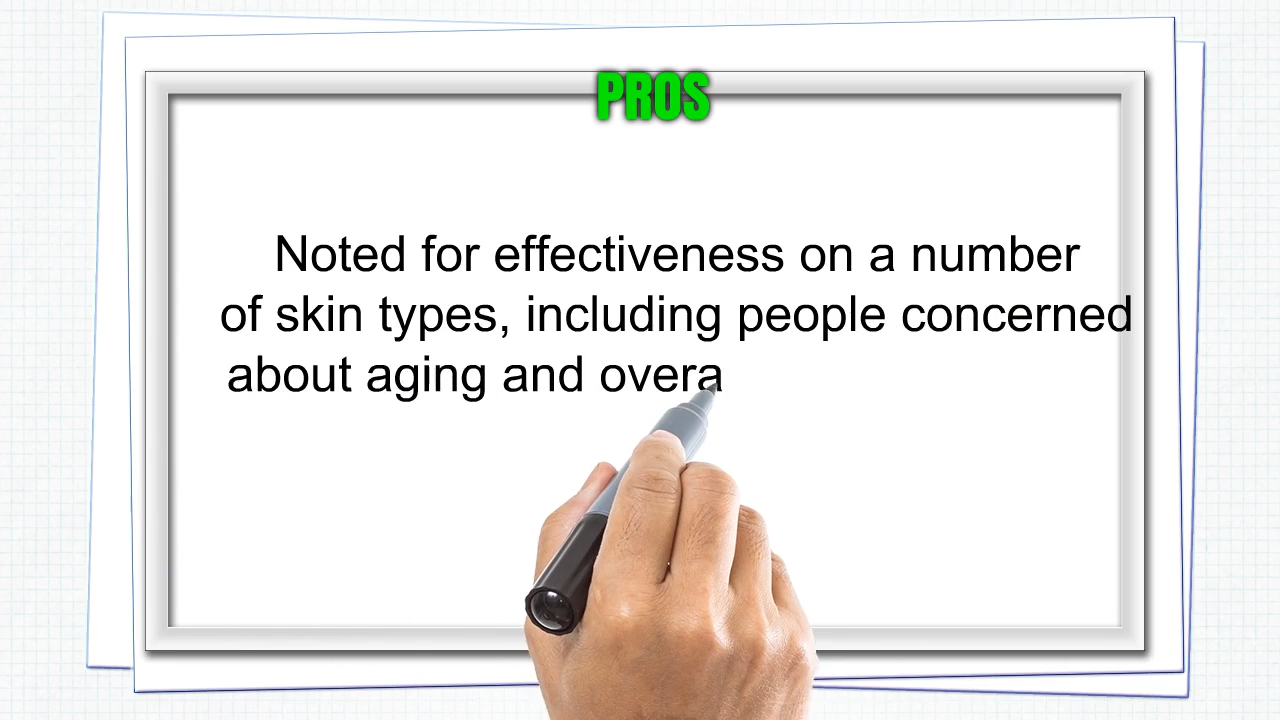 PROS
Noted for effectiveness on a number
of skin types, including people concerned
about aging and overa